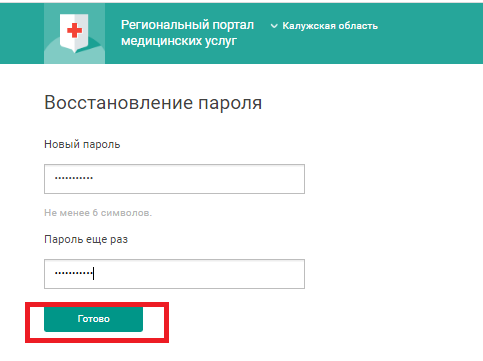 Региональный портал
медицинских услуг
Калужская область
Восстановление пароля
Новый пароль
•••••••••••
Не менее 6 символов.
Пароль еще раз
•••••••••••
Готово